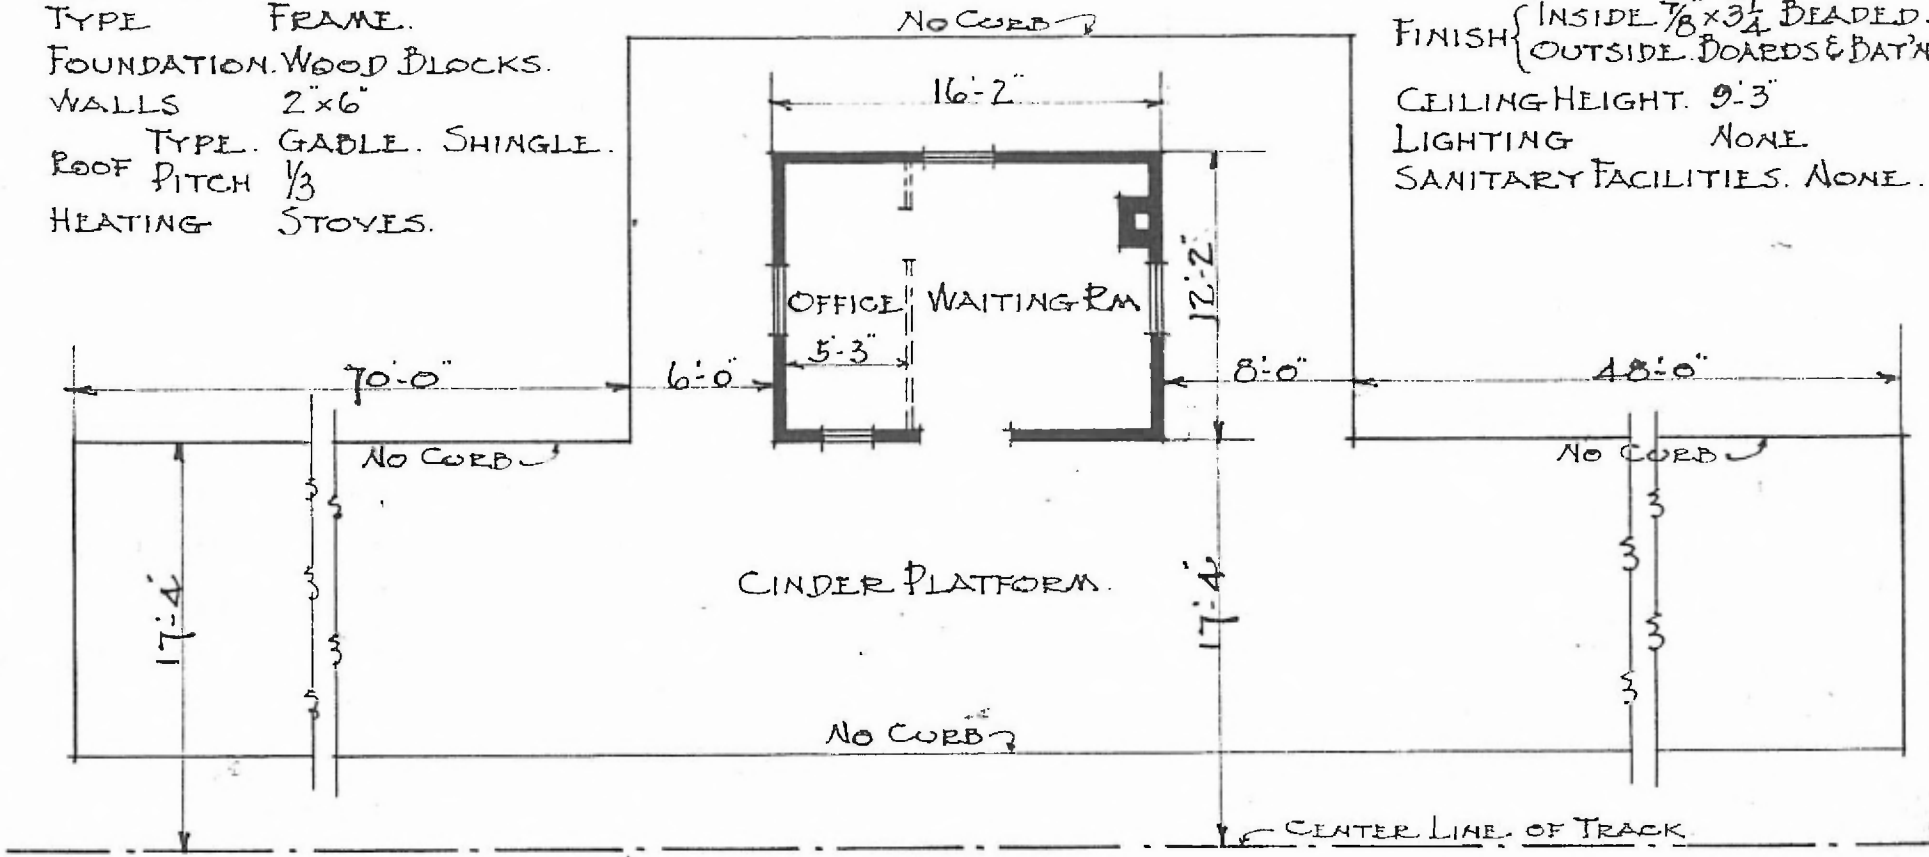 TYPE FRAME.
FOUNDATION. WOOD BLOCKS.
WALLS 2"x6"
ROOF TYPE. GABLE. SHINGLE.
PITCH 1/3
HEATING STOVES.
NO CURB
FINISH { INSIDE 7/8"x3 1/4 BEADED.
OUTSIDE. BOARDS & BAT'N
CEILING HEIGHT. 9'-3"
LIGHTING NONE.
SANITARY FACILITIES. NONE.
16'-2"
12'-2"
OFFICE
WAITING RM
5'-3"
70'-0"
6'-0"
8'-0"
48'-0"
NO CURB
NO CURB
17'-4"
CINDER PLATFORM.
17'-4"
NO CURB
CENTER LINE. OF TRACK